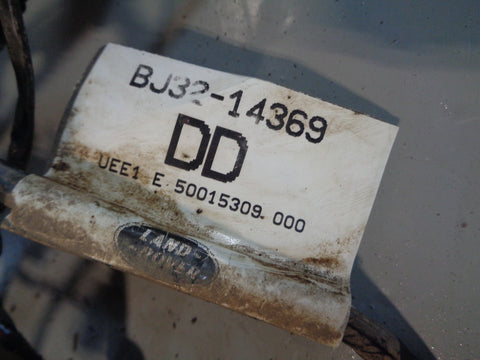 BJ32-14369
DD
UEE1 E 50015309 000
LAND
ROVER